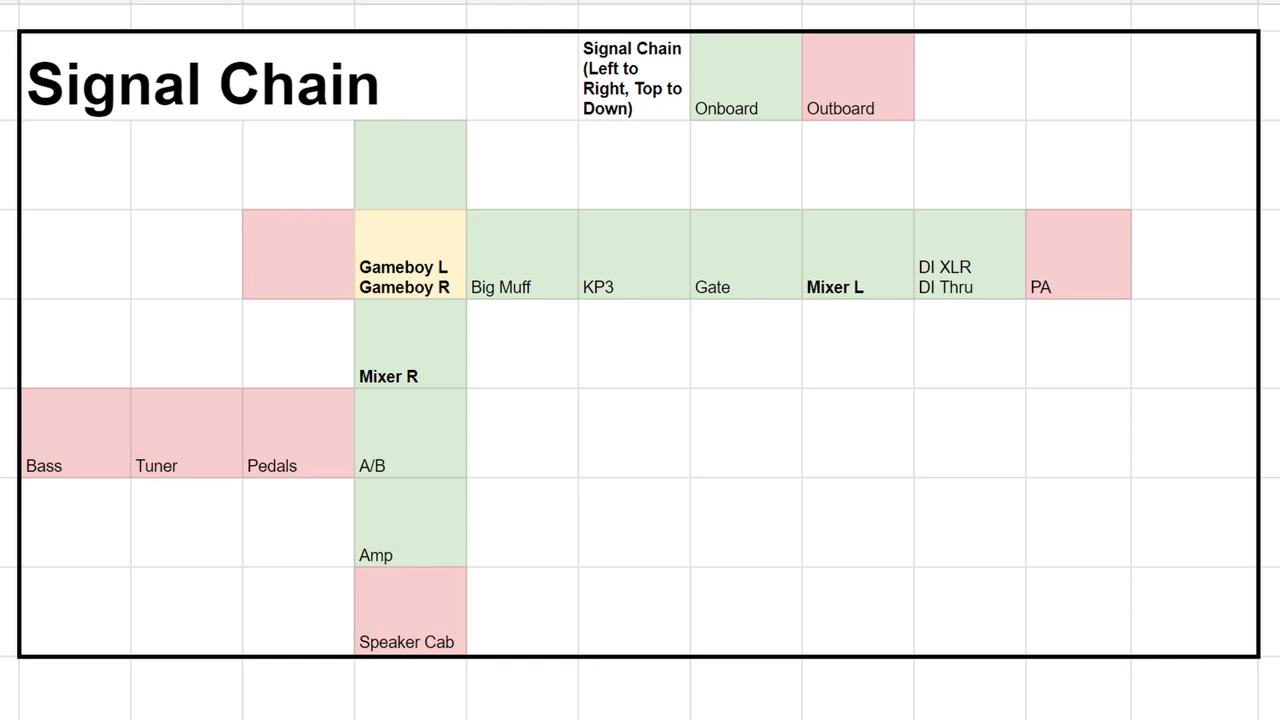 Signal Chain
Signal Chain
(Left to
Right, Top to
Down)
Onboard
Outboard
Gameboy L
Gameboy R
Big Muff
KP3
Gate
Mixer L
DI XLR
DI Thru
PA
Mixer R
Bass
Tuner
Pedals
A/B
Amp
Speaker Cab